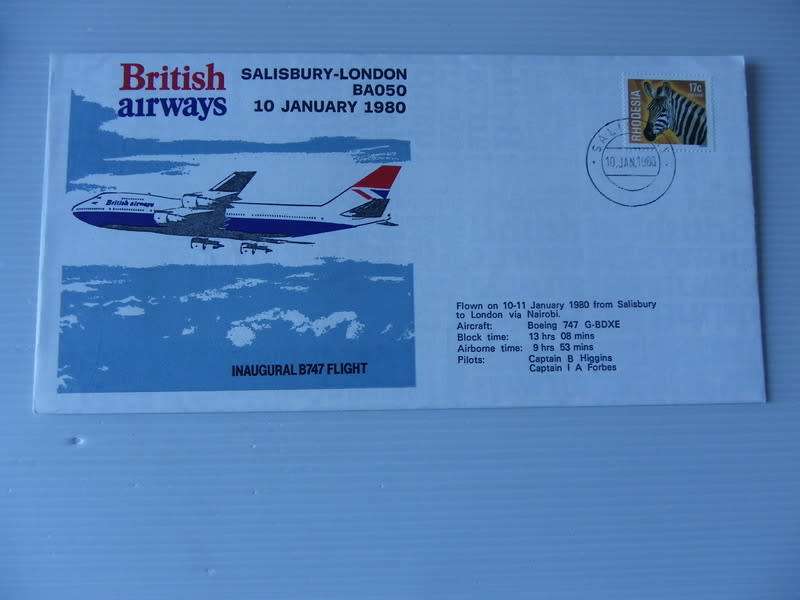 British
airways
SALISBURY-LONDON
BA050
10 JANUARY 1980
RHODESIA
17c
10.JAN.1980
British airways
INAUGURAL B747 FLIGHT
Flown on 10-11 January 1980 from Salisbury
to London via Nairobi.
Aircraft: Boeing 747 G-BDXE
Block time: 13 hrs 08 mins
Airborne time: 9 hrs 53 mins
Pilots: Captain B Higgins
Captain I A Forbes